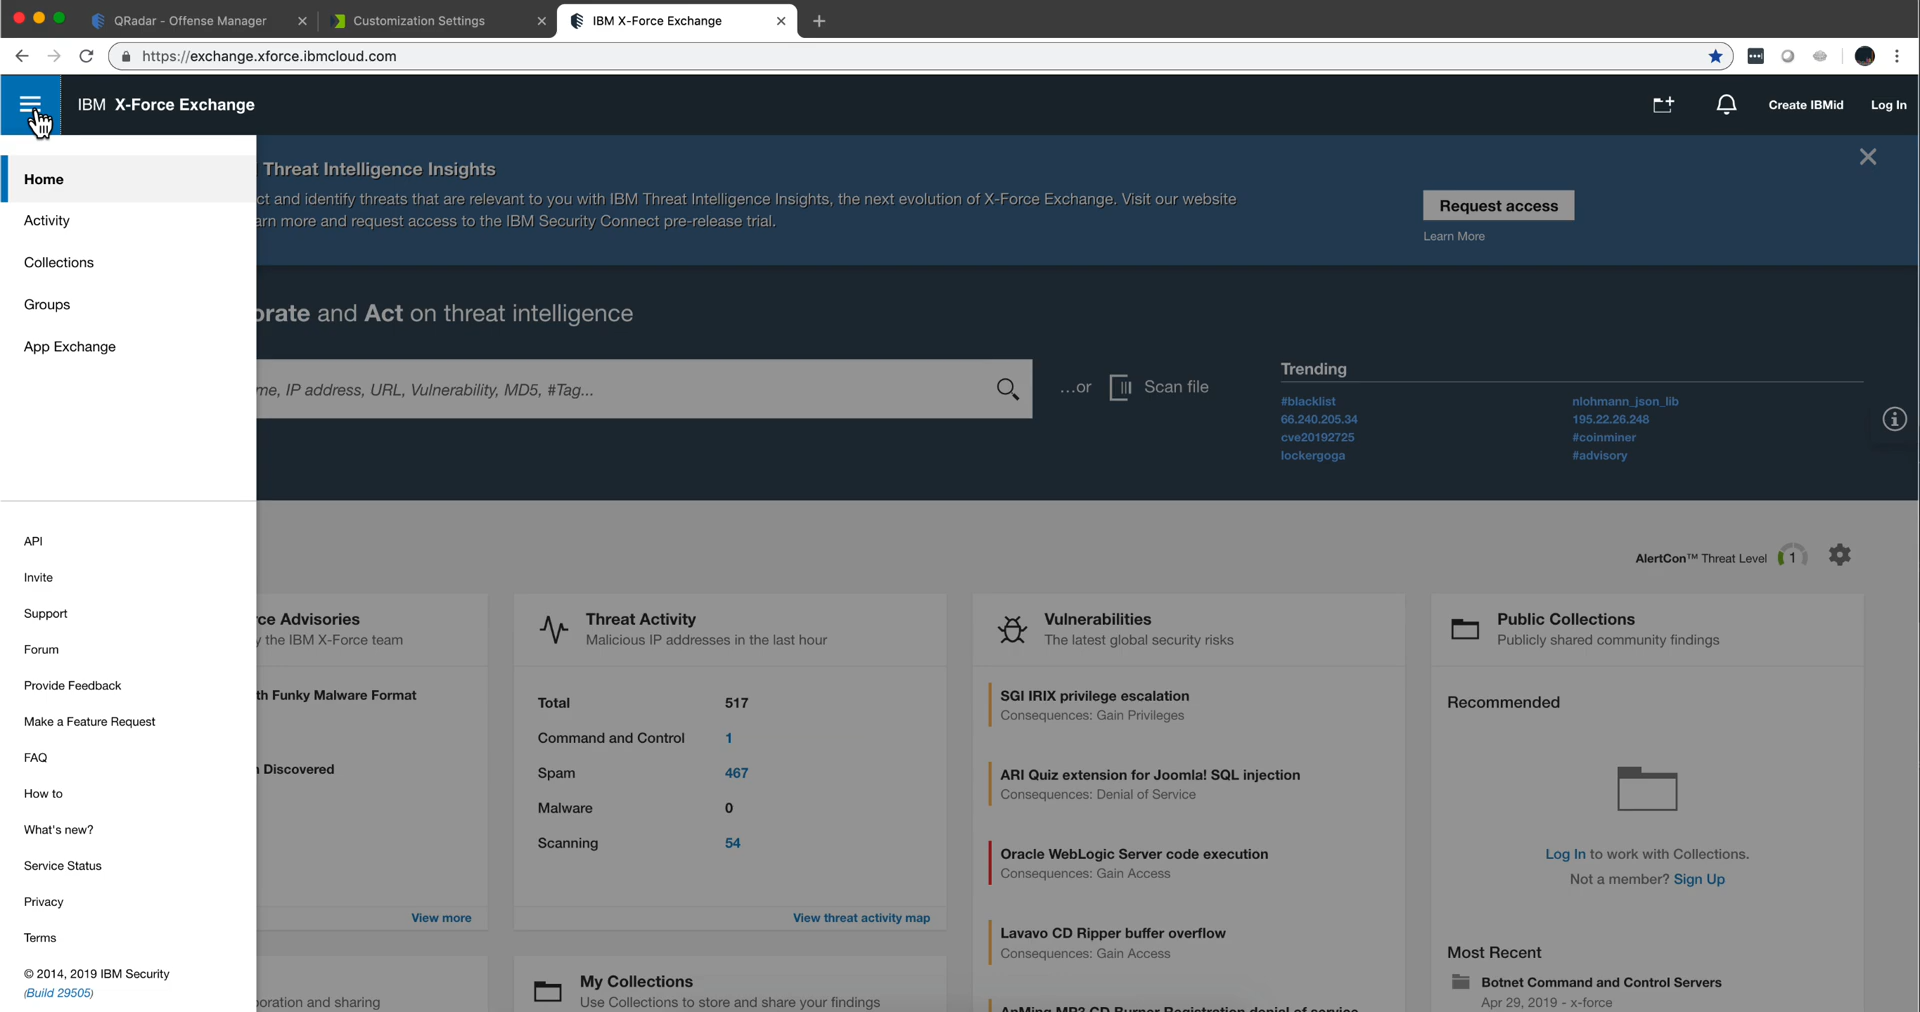 QRadar - Offense Manager
Customization Settings
IBM X-Force Exchange
https://exchange.xforce.ibmcloud.com
IBM X-Force Exchange
Create IBMid
Log In
Home
Activity
Collections
Groups
App Exchange
API
Invite
Support
Forum
Provide Feedback
Make a Feature Request
FAQ
How to
What's new?
Service Status
Privacy
Terms
© 2014, 2019 IBM Security
(Build 29505)
Threat Intelligence Insights
ct and identify threats that are relevant to you with IBM Threat Intelligence Insights, the next evolution of X-Force Exchange. Visit our website
arn more and request access to the IBM Security Connect pre-release trial.
Request access
Learn More
orate and Act on threat intelligence
me, IP address, URL, Vulnerability, MD5, #Tag...
...or
Scan file
Trending
#blacklist
66.240.205.34
cve20192725
lockergoga
nlohmann_json_lib
195.22.26.248
#coinminer
#advisory
AlertCon™ Threat Level
1
ce Advisories
y the IBM X-Force team
th Funky Malware Format
n Discovered
View more
oration and sharing
Threat Activity
Malicious IP addresses in the last hour
Total 517
Command and Control 1
Spam 467
Malware 0
Scanning 54
View threat activity map
My Collections
Use Collections to store and share your findings
Vulnerabilities
The latest global security risks
SGI IRIX privilege escalation
Consequences: Gain Privileges
ARI Quiz extension for Joomla! SQL injection
Consequences: Denial of Service
Oracle WebLogic Server code execution
Consequences: Gain Access
Lavavo CD Ripper buffer overflow
Consequences: Gain Access
AnMing MP3 CD Burner Registration denial of service
Public Collections
Publicly shared community findings
Recommended
Log In to work with Collections.
Not a member? Sign Up
Most Recent
Botnet Command and Control Servers
Apr 29, 2019 - x-force